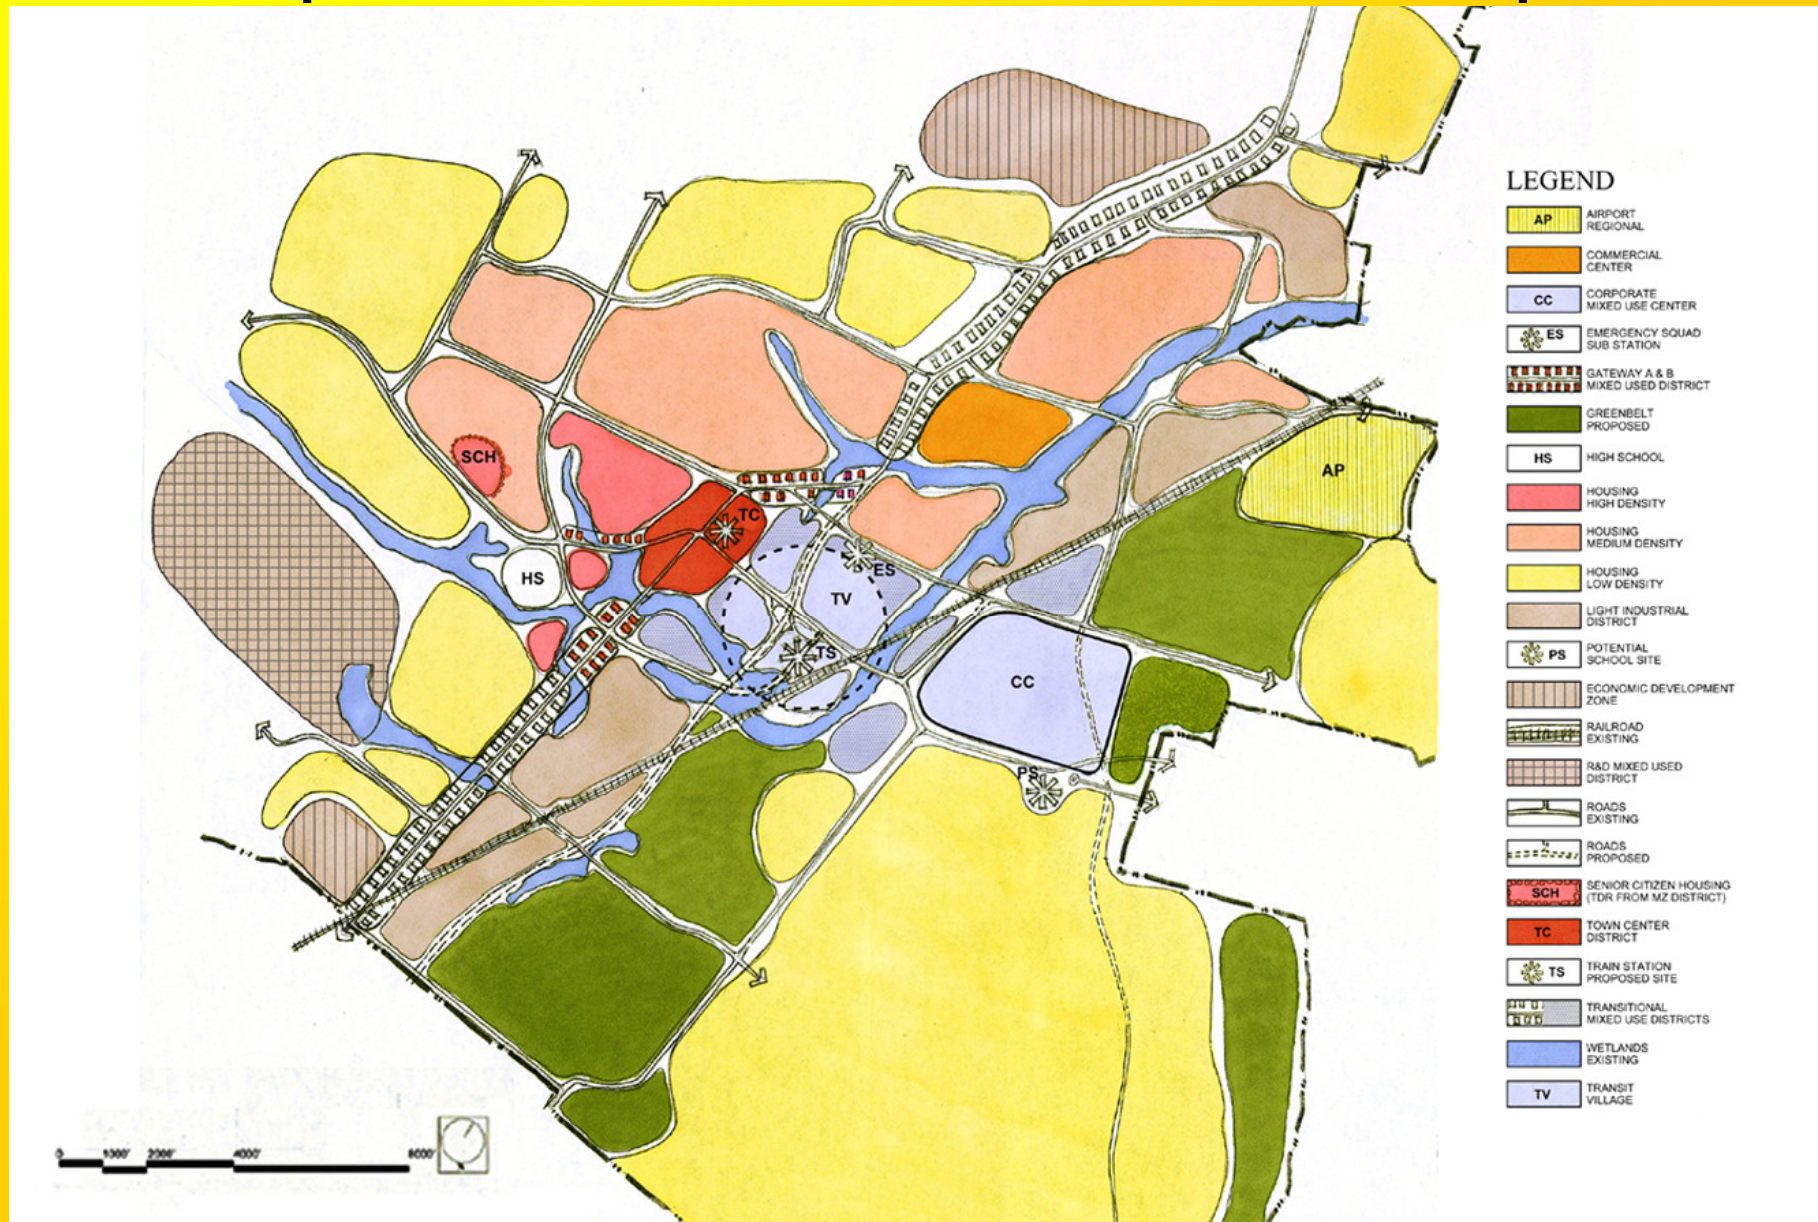 LEGEND
AP
AIRPORT
REGIONAL
COMMERCIAL
CENTER
CC
CORPORATE
MIXED USE CENTER
ES
EMERGENCY SQUAD
SUB STATION
GATEWAY A & B
MIXED USED DISTRICT
GREENBELT
PROPOSED
HS
HIGH SCHOOL
HOUSING
HIGH DENSITY
HOUSING
MEDIUM DENSITY
HOUSING
LOW DENSITY
LIGHT INDUSTRIAL
DISTRICT
PS
POTENTIAL
SCHOOL SITE
ECONOMIC DEVELOPMENT
ZONE
RAILROAD
EXISTING
R&D MIXED USED
DISTRICT
ROADS
EXISTING
ROADS
PROPOSED
SCH
SENIOR CITIZEN HOUSING
(TDR FROM MZ DISTRICT)
TC
TOWN CENTER
DISTRICT
TS
TRAIN STATION
PROPOSED SITE
TRANSITIONAL
MIXED USE DISTRICTS
WETLANDS
EXISTING
TV
TRANSIT
VILLAGE
SCH
AP
TC
HS
ES
TV
TS
CC
PS
0 1000' 2000' 4000' 8000'